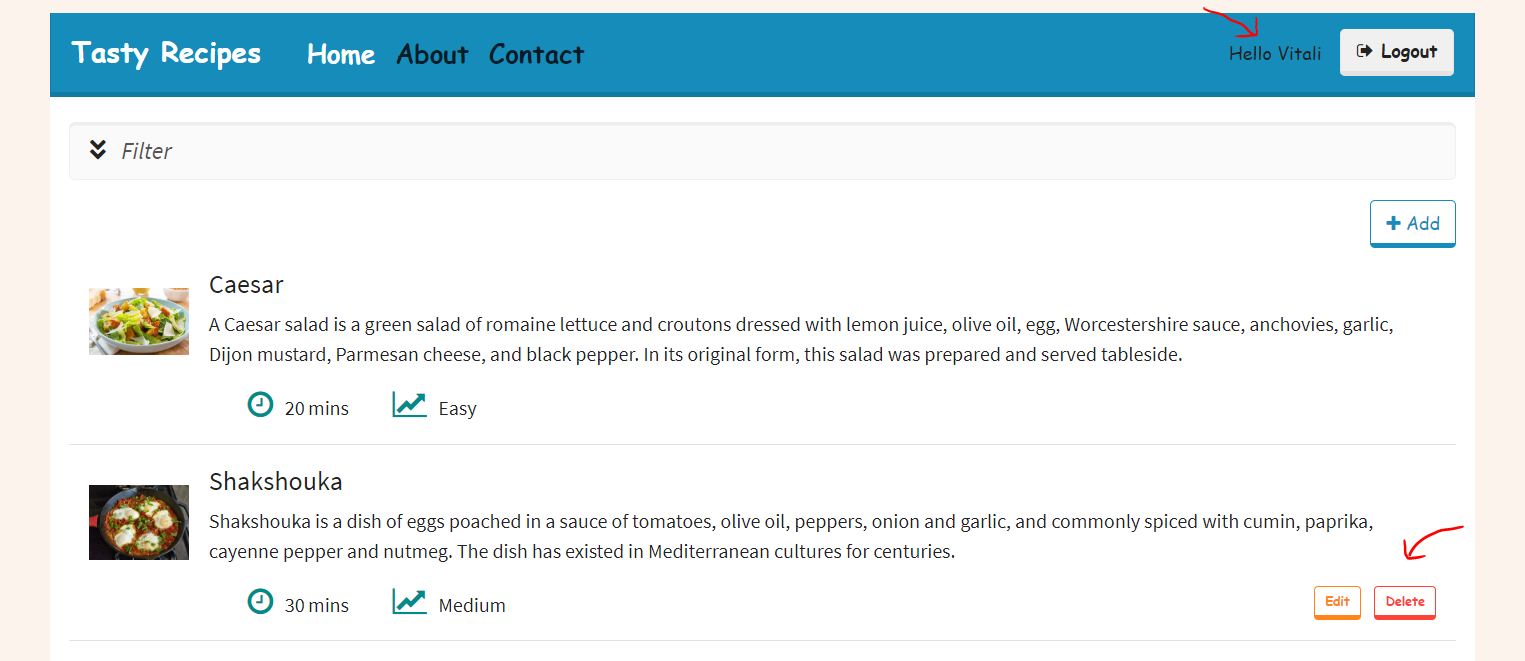 Tasty Recipes Home About Contact Hello Vitali Logout
Filter
Add
Caesar
A Caesar salad is a green salad of romaine lettuce and croutons dressed with lemon juice, olive oil, egg, Worcestershire sauce, anchovies, garlic,
Dijon mustard, Parmesan cheese, and black pepper. In its original form, this salad was prepared and served tableside.
20 mins Easy
Shakshouka
Shakshouka is a dish of eggs poached in a sauce of tomatoes, olive oil, peppers, onion and garlic, and commonly spiced with cumin, paprika,
cayenne pepper and nutmeg. The dish has existed in Mediterranean cultures for centuries.
30 mins Medium Edit Delete